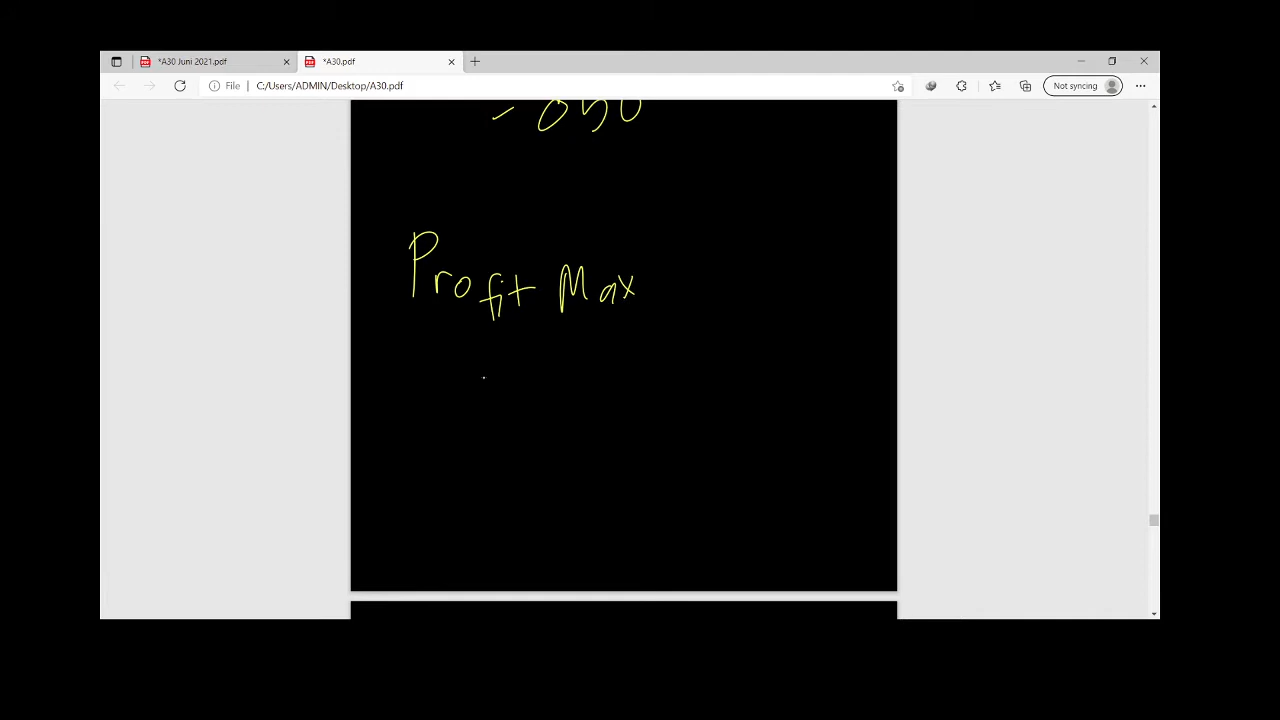 *A30 Juni 2021.pdf
*A30.pdf
File
C:/Users/ADMIN/Desktop/A30.pdf
Not syncing
Profit Max